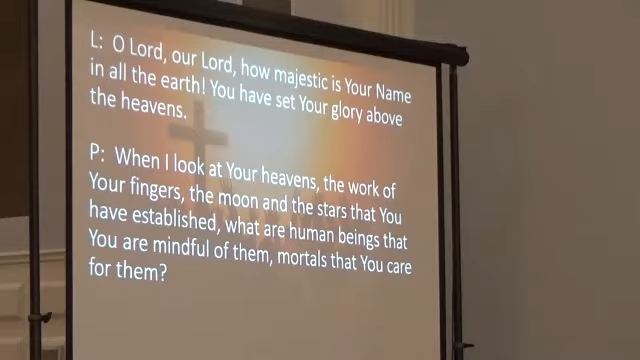 L: O Lord, our Lord, how majestic is Your Name
in all the earth! You have set Your glory above
the heavens.
P: When I look at Your heavens, the work of
Your fingers, the moon and the stars that You
have established, what are human beings that
You are mindful of them, mortals that You care
for them?